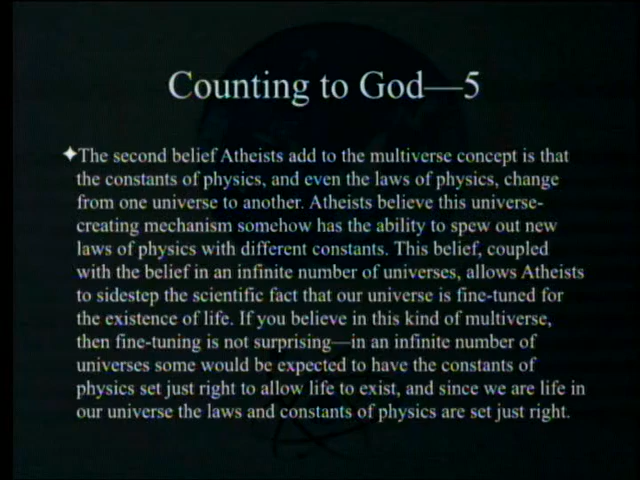 Counting to God—5
✦The second belief Atheists add to the multiverse concept is that
the constants of physics, and even the laws of physics, change
from one universe to another. Atheists believe this universe-
creating mechanism somehow has the ability to spew out new
laws of physics with different constants. This belief, coupled
with the belief in an infinite number of universes, allows Atheists
to sidestep the scientific fact that our universe is fine-tuned for
the existence of life. If you believe in this kind of multiverse,
then fine-tuning is not surprising—in an infinite number of
universes some would be expected to have the constants of
physics set just right to allow life to exist, and since we are life in
our universe the laws and constants of physics are set just right.